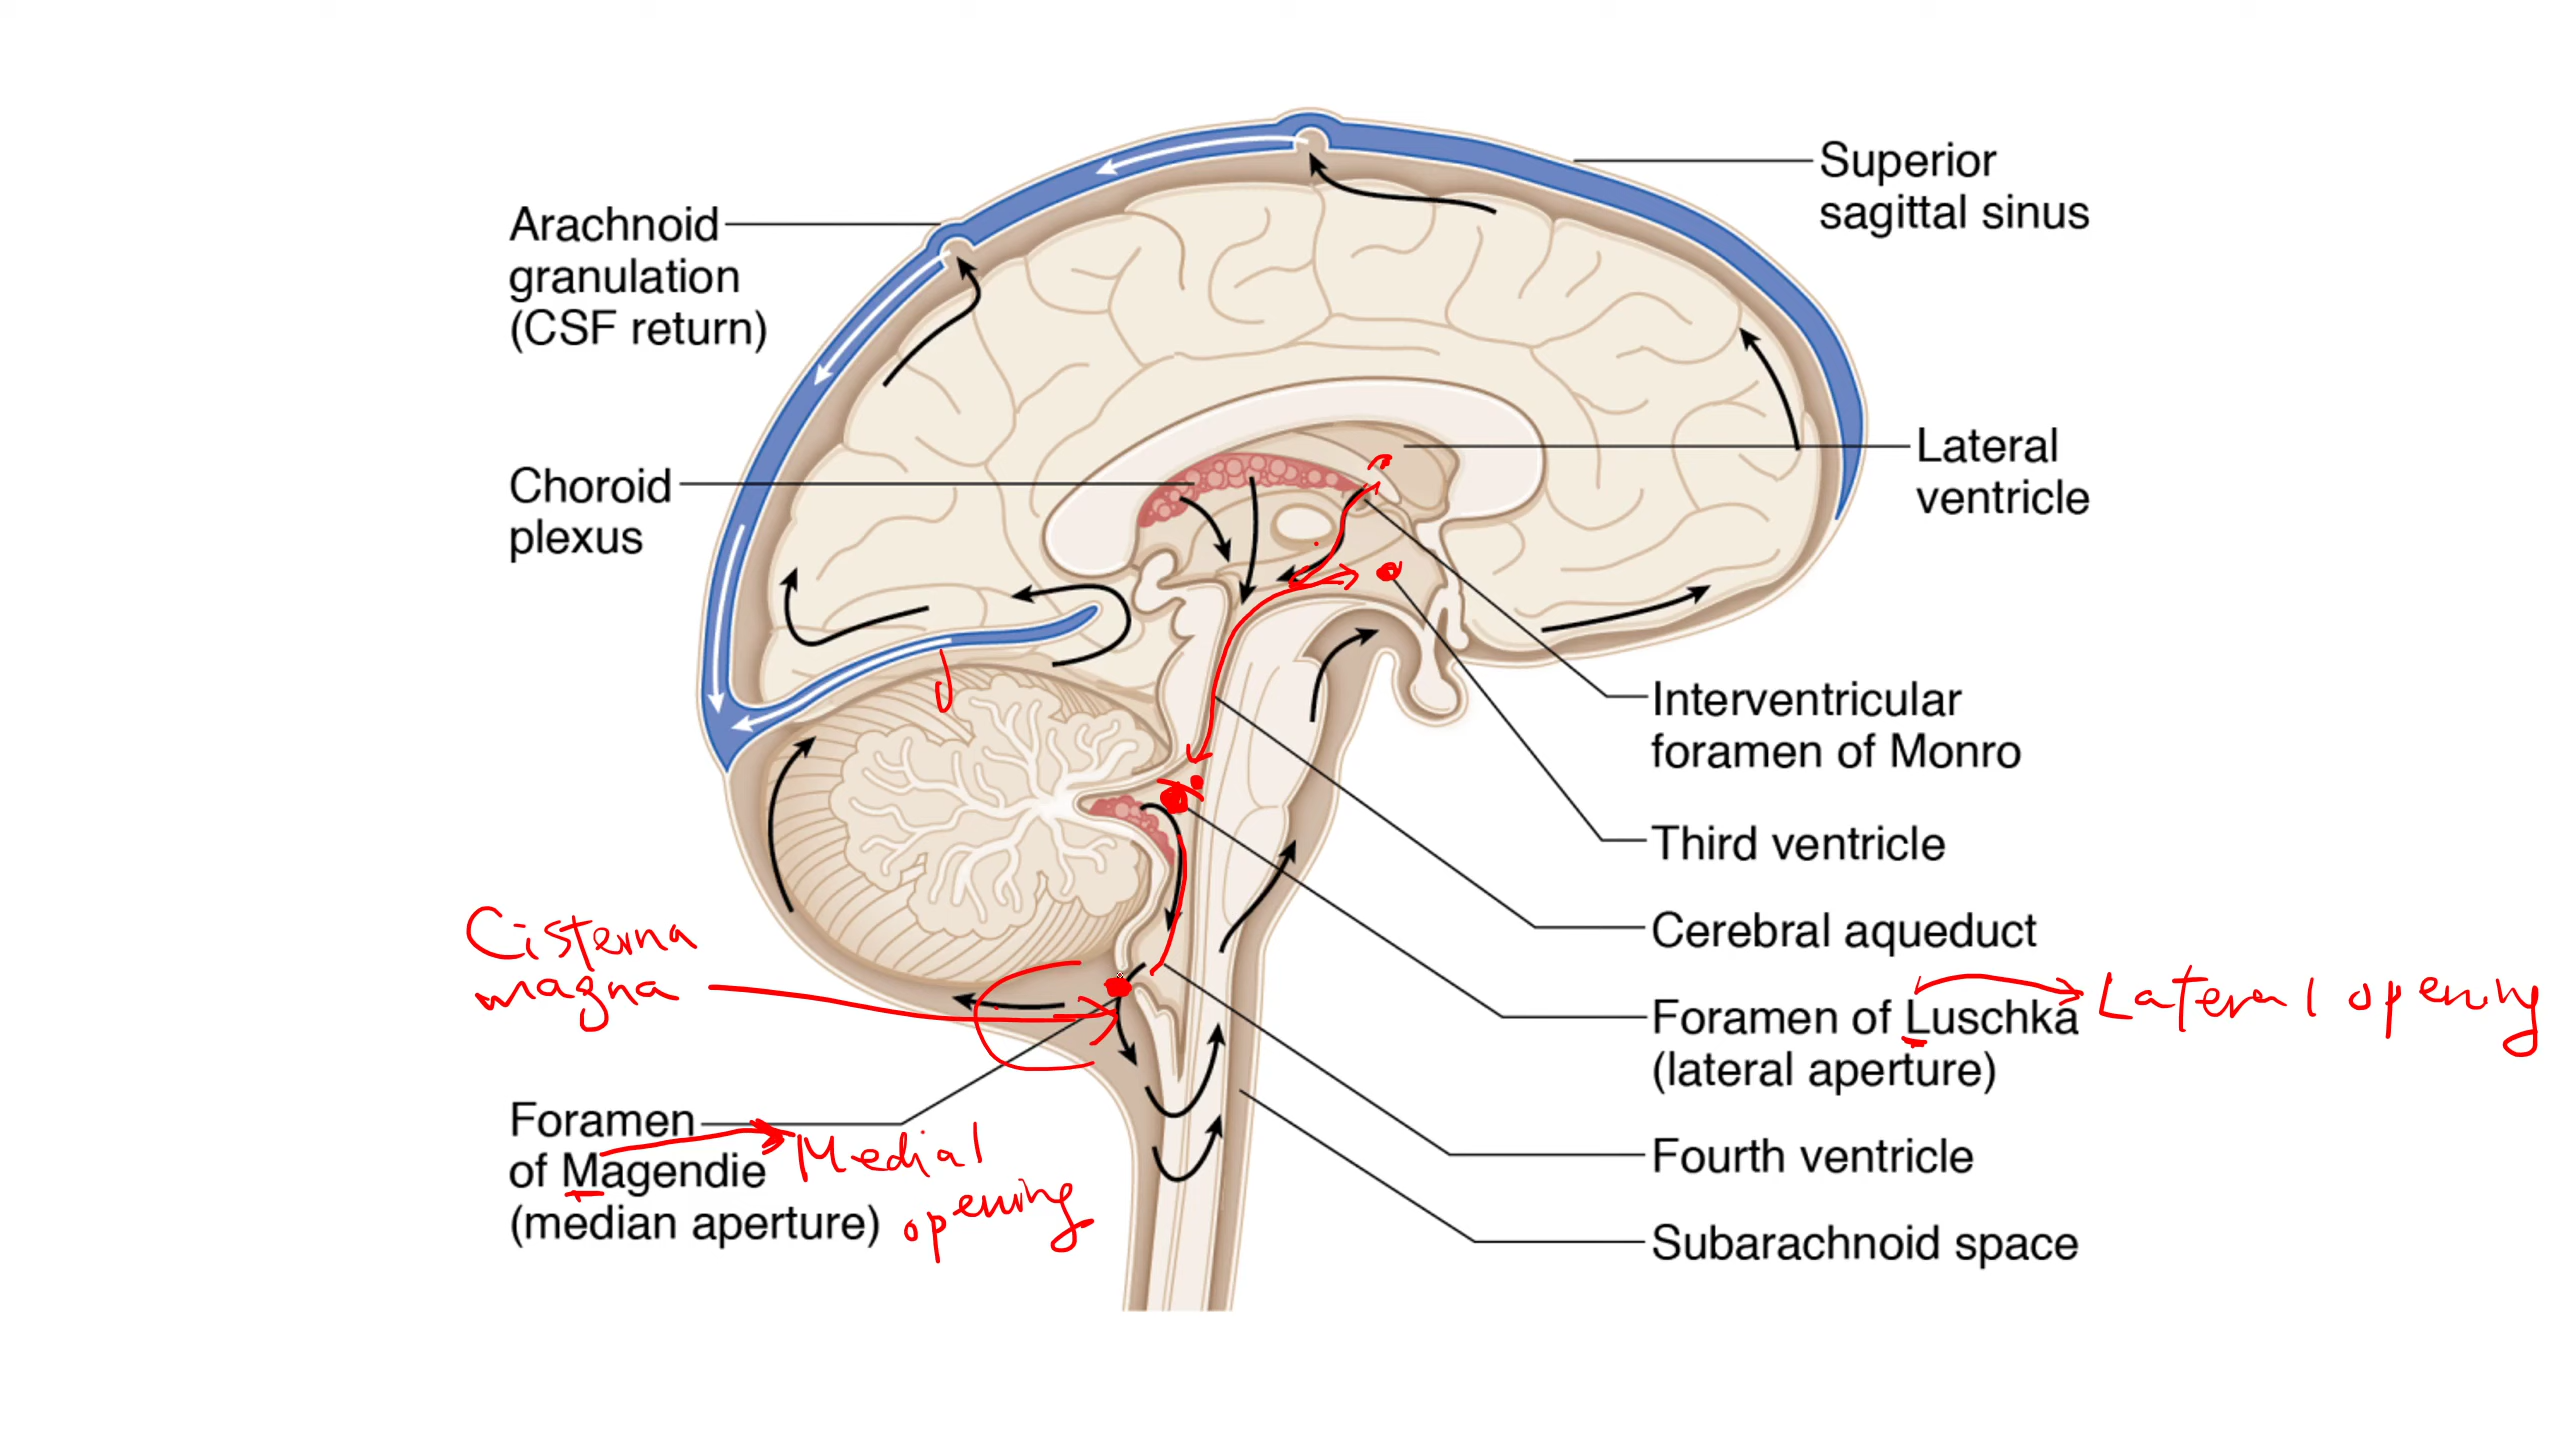 Superior
sagittal sinus
Arachnoid
granulation
(CSF return)
Lateral
ventricle
Choroid
plexus
Interventricular
foramen of Monro
Third ventricle
Cerebral aqueduct
Cisterna
magna
Foramen of Luschka
(lateral aperture)
Lateral opening
Foramen
of Magendie
(median aperture)
Medial
opening
Fourth ventricle
Subarachnoid space